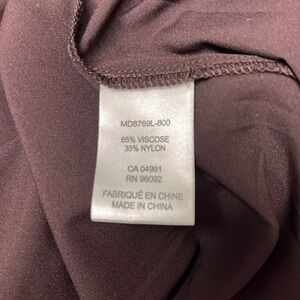 MD8769L-800
65% VISCOSE
35% NYLON
CA 04991
RN 96092
FABRIQUÉ EN CHINE
MADE IN CHINA